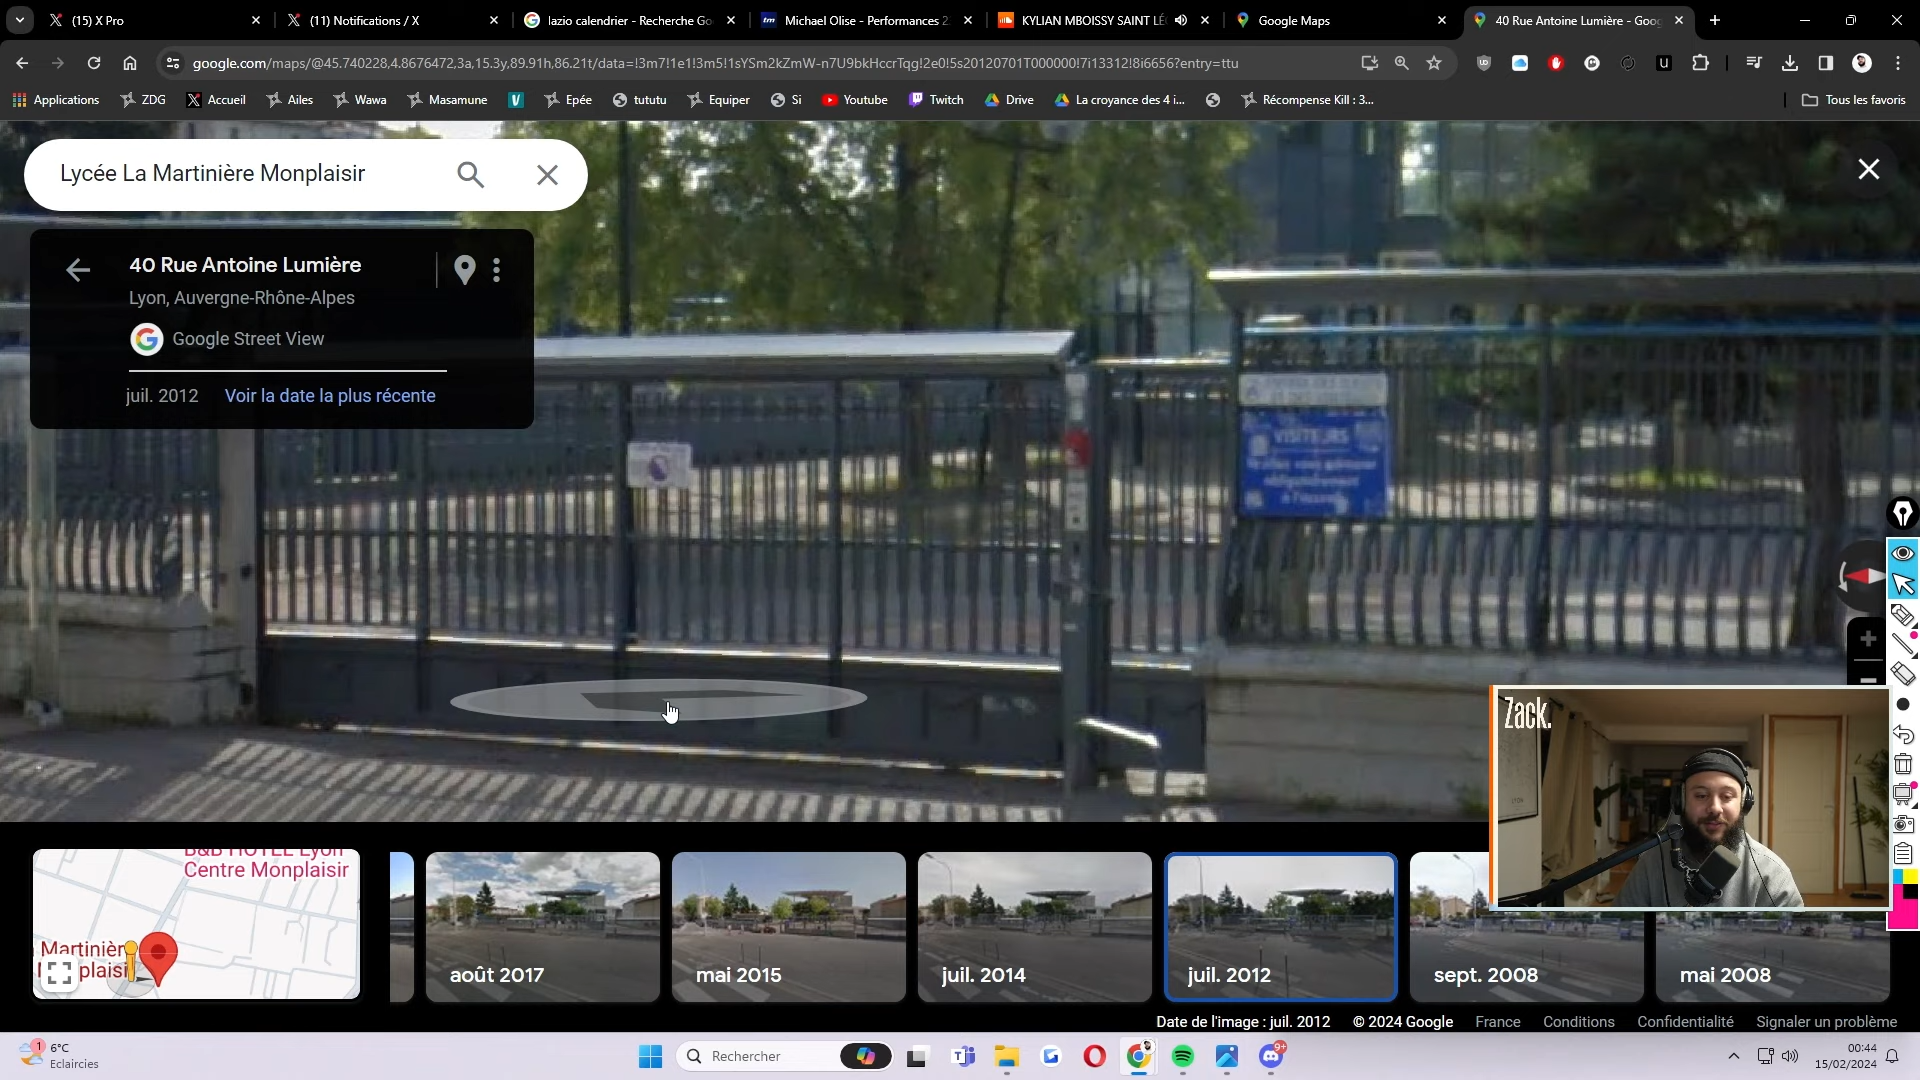 (15) X Pro
(11) Notifications / X
lazio calendrier - Recherche Go
Michael Olise - Performances 2
KYLIAN MBOISSY SAINT LÉ
Google Maps
40 Rue Antoine Lumière - Goo
google.com/maps/@45.740228,4.8676472,3a,15.3y,89.91h,86.21t/data=!3m7!1e1!3m5!1sYSm2kZmW-n7U9bkHccrTqg!2e0!5s20120701T000000!7i13312!8i6656?entry=ttu
Applications
ZDG
Accueil
Ailes
Wawa
Masamune
Epée
tututu
Equiper
Si
Youtube
Twitch
Drive
La croyance des 4 i...
Récompense Kill : 3...
Tous les favoris
Lycée La Martinière Monplaisir
40 Rue Antoine Lumière
Lyon, Auvergne-Rhône-Alpes
Google Street View
juil. 2012 Voir la date la plus récente
VISITEURS
Zack.
B&B HOTEL Lyon
Centre Monplaisir
août 2017
mai 2015
juil. 2014
juil. 2012
sept. 2008
mai 2008
Date de l'image : juil. 2012 © 2024 Google France Conditions Confidentialité Signaler un problème
6°C
Eclaircies
Rechercher
00:44
15/02/2024